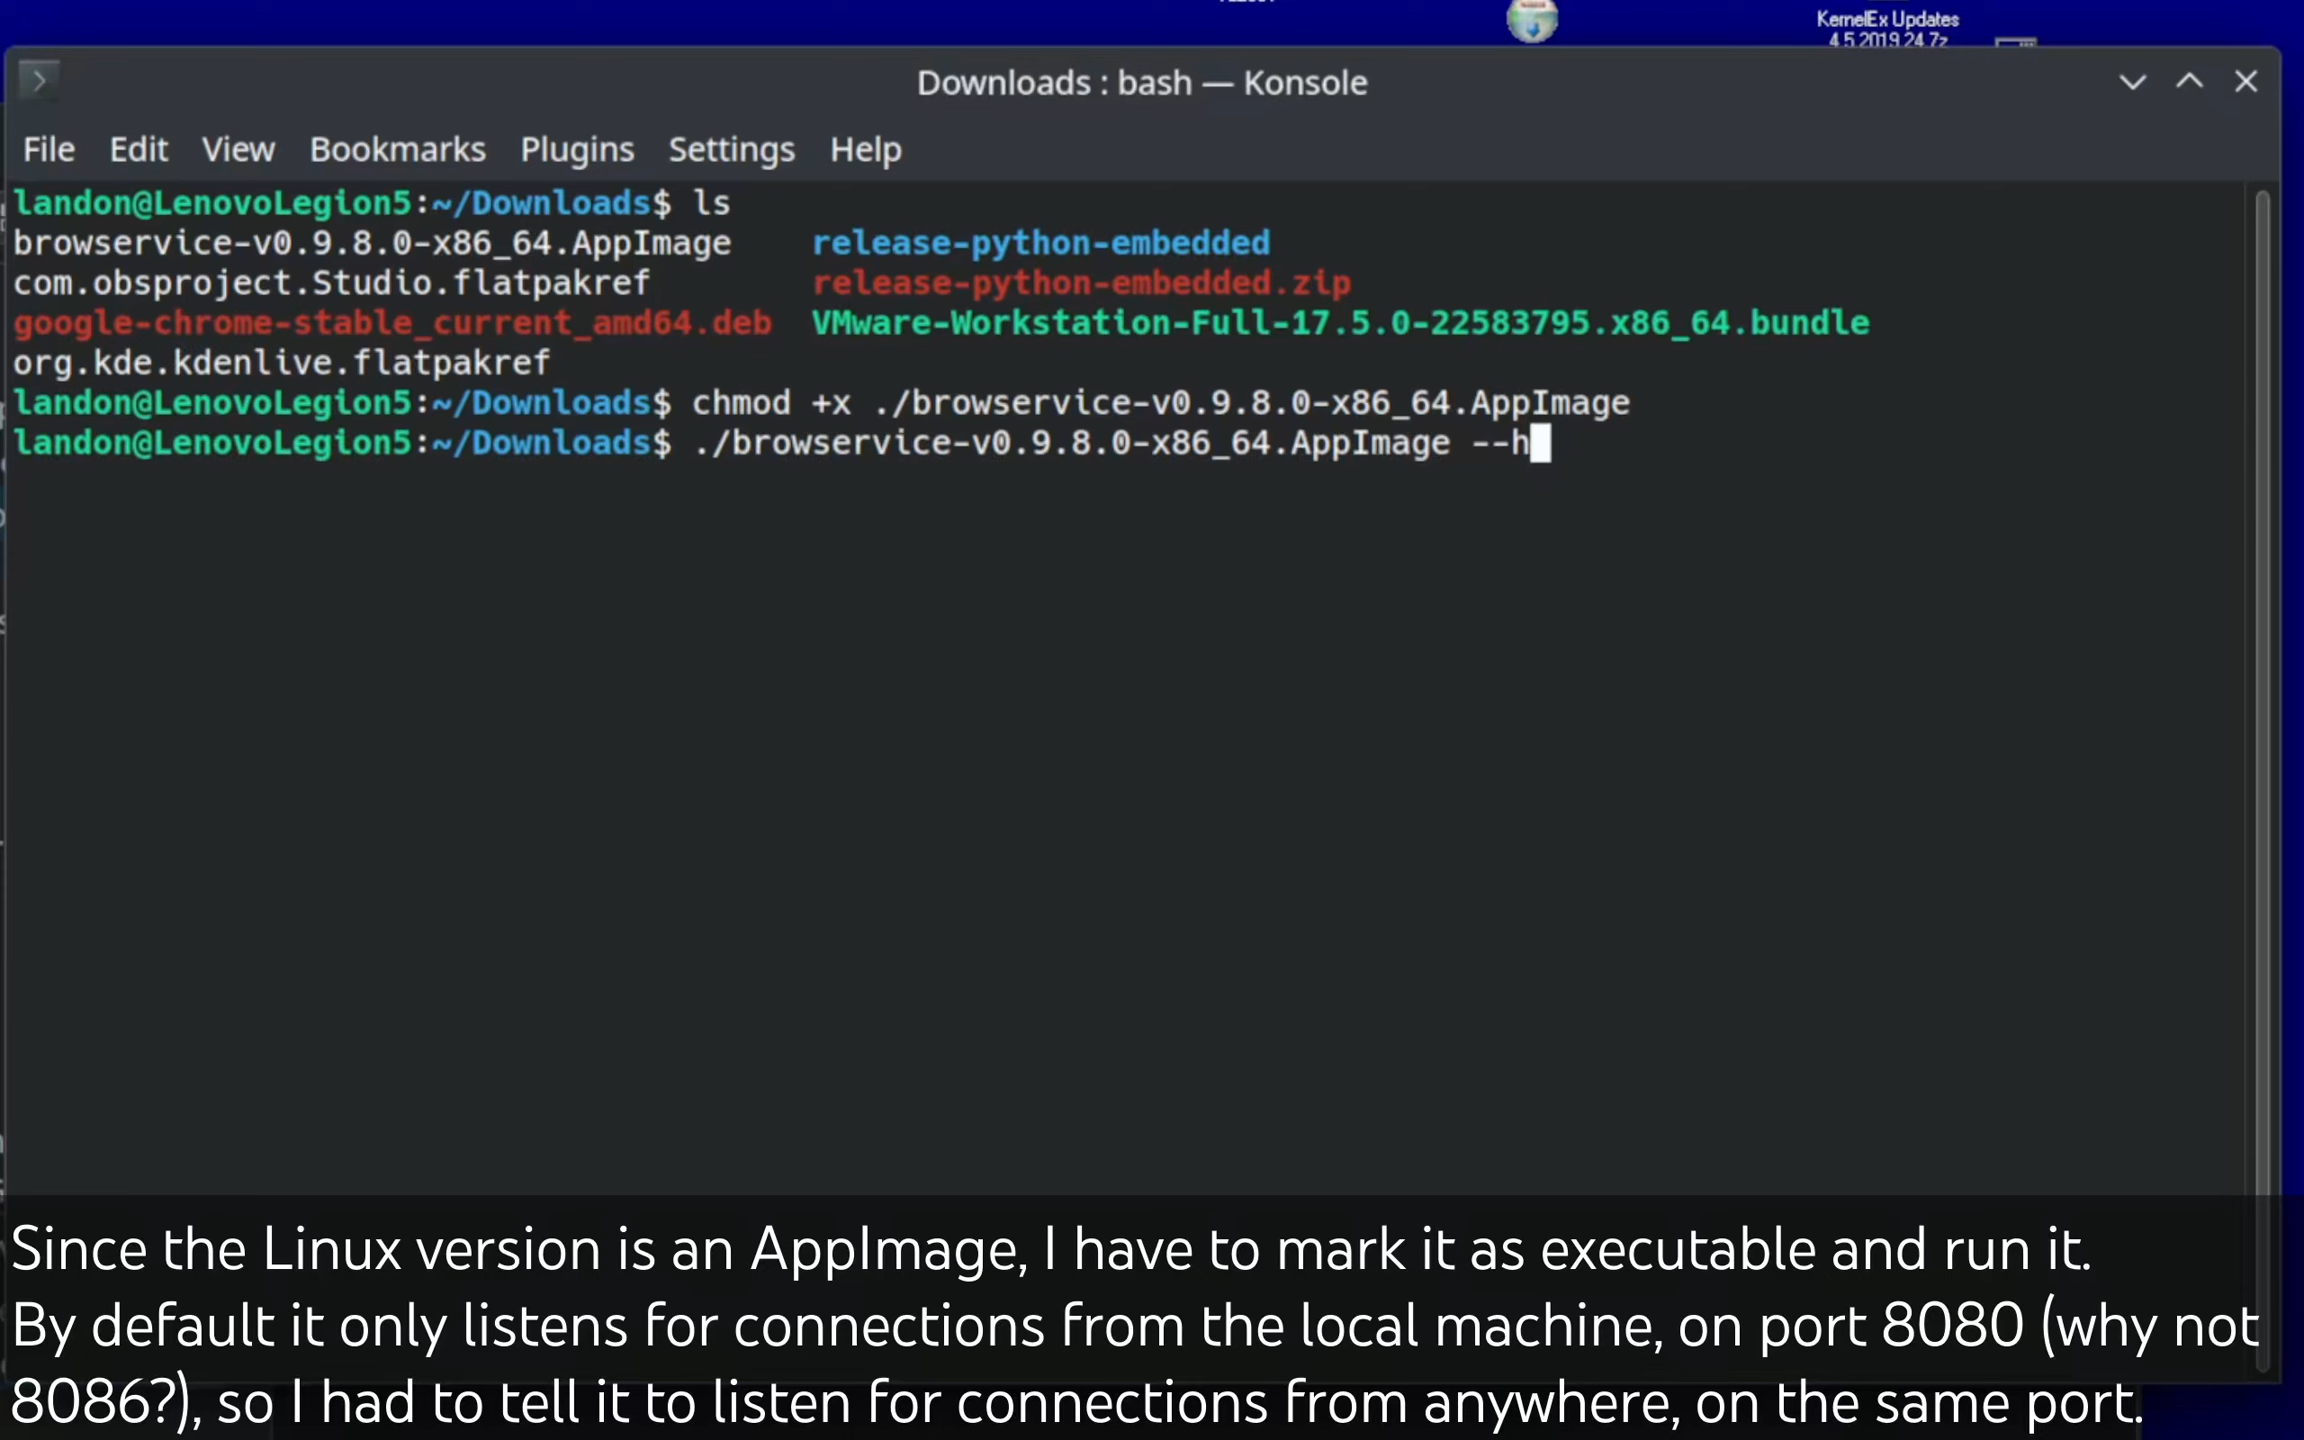 KernelEx Updates
4.5.2019.24.7z
Downloads : bash — Konsole
File Edit View Bookmarks Plugins Settings Help
landon@LenovoLegion5:~/Downloads$ ls
browservice-v0.9.8.0-x86_64.AppImage release-python-embedded
com.obsproject.Studio.flatpakref release-python-embedded.zip
google-chrome-stable_current_amd64.deb VMware-Workstation-Full-17.5.0-22583795.x86_64.bundle
org.kde.kdenlive.flatpakref
landon@LenovoLegion5:~/Downloads$ chmod +x ./browservice-v0.9.8.0-x86_64.AppImage
landon@LenovoLegion5:~/Downloads$ ./browservice-v0.9.8.0-x86_64.AppImage --h
Since the Linux version is an AppImage, I have to mark it as executable and run it.
By default it only listens for connections from the local machine, on port 8080 (why not
8086?), so I had to tell it to listen for connections from anywhere, on the same port.